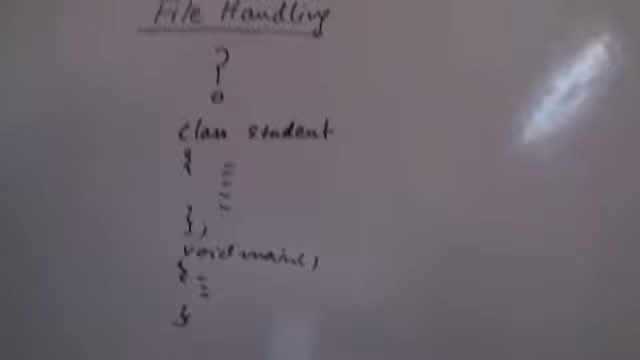 File Handling
?
class student
{
};
void main()
{
}